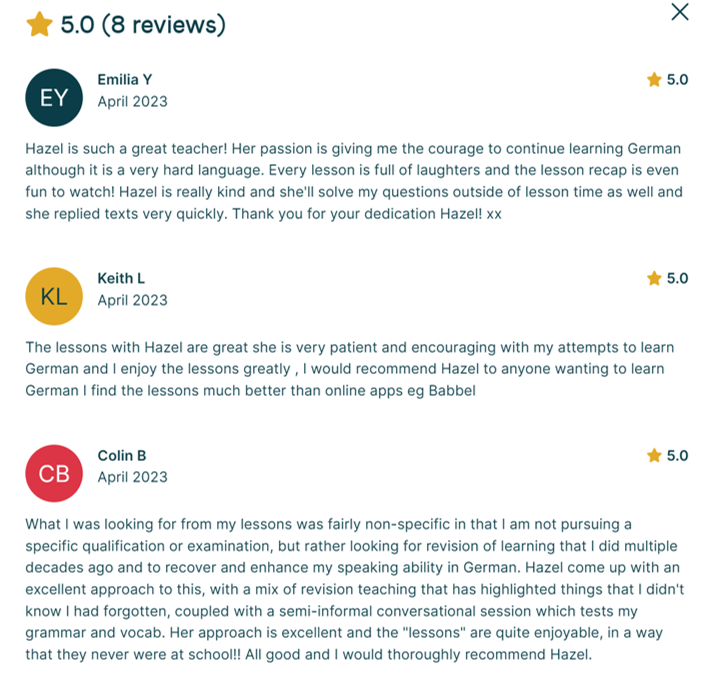 5.0 (8 reviews)
EY
Emilia Y
April 2023
5.0
Hazel is such a great teacher! Her passion is giving me the courage to continue learning German
although it is a very hard language. Every lesson is full of laughters and the lesson recap is even
fun to watch! Hazel is really kind and she'll solve my questions outside of lesson time as well and
she replied texts very quickly. Thank you for your dedication Hazel! xx
KL
Keith L
April 2023
5.0
The lessons with Hazel are great she is very patient and encouraging with my attempts to learn
German and I enjoy the lessons greatly , I would recommend Hazel to anyone wanting to learn
German I find the lessons much better than online apps eg Babbel
CB
Colin B
April 2023
5.0
What I was looking for from my lessons was fairly non-specific in that I am not pursuing a
specific qualification or examination, but rather looking for revision of learning that I did multiple
decades ago and to recover and enhance my speaking ability in German. Hazel come up with an
excellent approach to this, with a mix of revision teaching that has highlighted things that I didn't
know I had forgotten, coupled with a semi-informal conversational session which tests my
grammar and vocab. Her approach is excellent and the "lessons" are quite enjoyable, in a way
that they never were at school!! All good and I would thoroughly recommend Hazel.